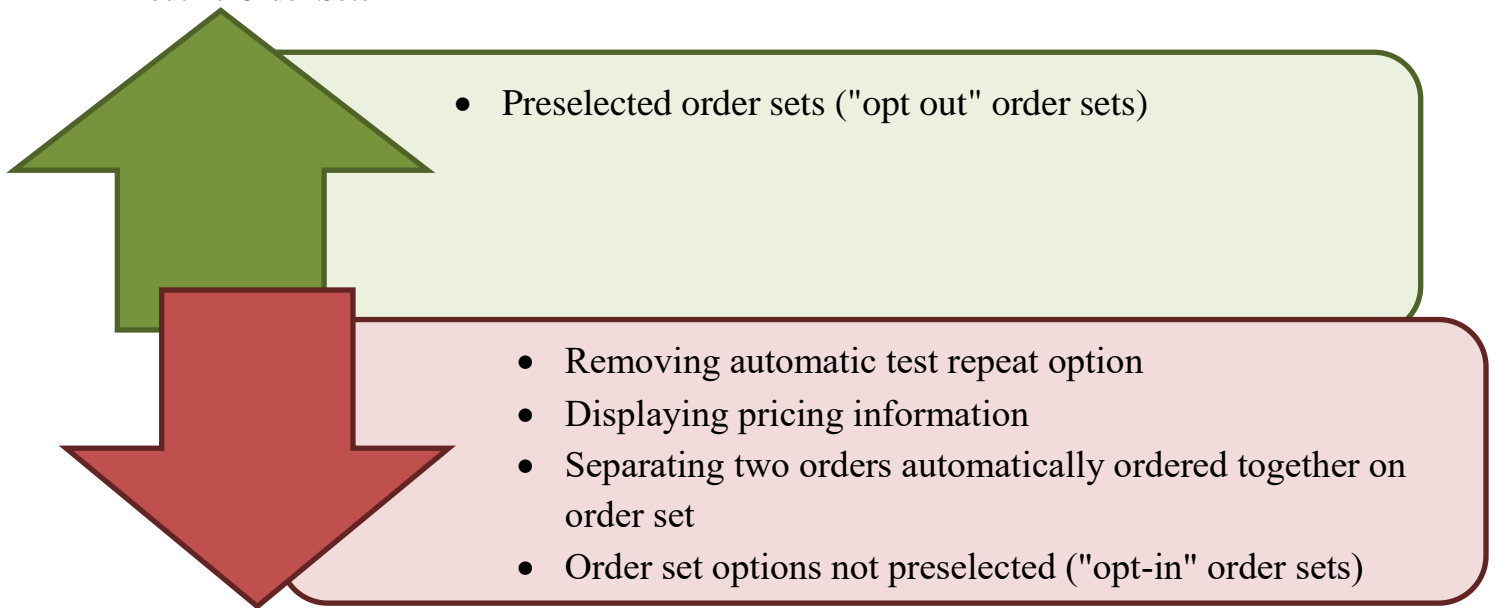 • Preselected order sets ("opt out" order sets)
• Removing automatic test repeat option
• Displaying pricing information
• Separating two orders automatically ordered together on
order set
• Order set options not preselected ("opt-in" order sets)